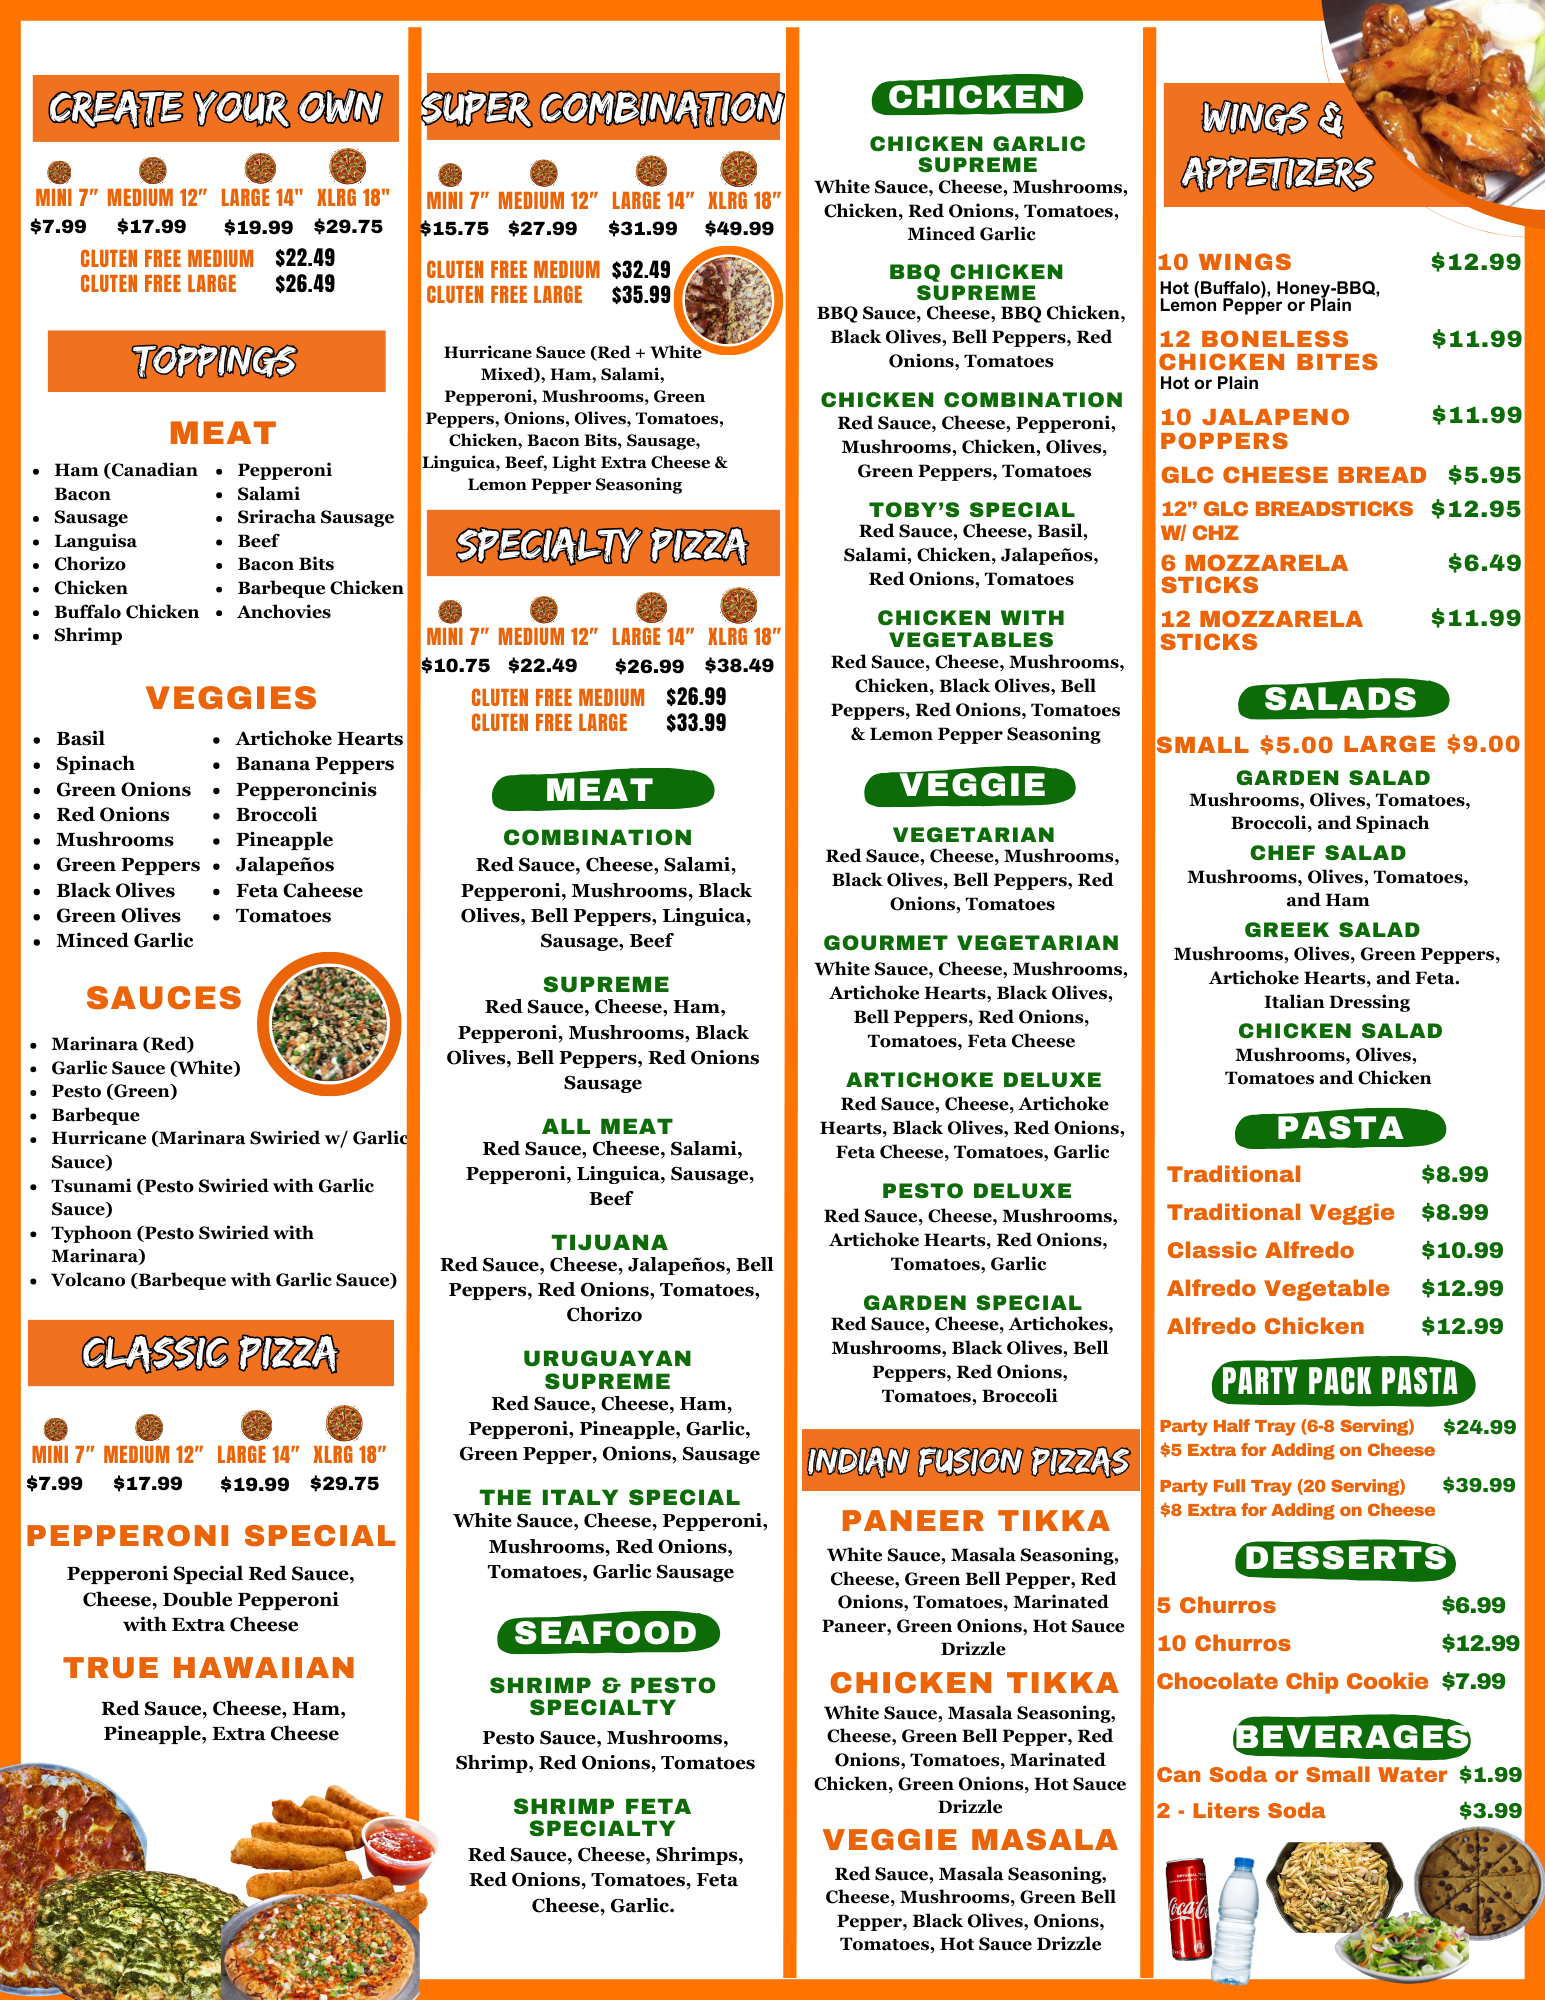 CREATE YOUR OWN
MINI 7" MEDIUM 12" LARGE 14" XLRG 18"
$7.99 $17.99 $19.99 $29.75
CLUTEN FREE MEDIUM $22.49
CLUTEN FREE LARGE $26.49
TOPPINGS
MEAT
• Ham (Canadian
Bacon
• Sausage
• Languisa
• Chorizo
• Chicken
• Buffalo Chicken
• Shrimp
• Pepperoni
• Salami
• Sriracha Sausage
• Beef
• Bacon Bits
• Barbeque Chicken
• Anchovies
VEGGIES
• Basil
• Spinach
• Green Onions
• Red Onions
• Mushrooms
• Green Peppers
• Black Olives
• Green Olives
• Minced Garlic
• Artichoke Hearts
• Banana Peppers
• Pepperoncinis
• Broccoli
• Pineapple
• Jalapeños
• Feta Caheese
• Tomatoes
SAUCES
• Marinara (Red)
• Garlic Sauce (White)
• Pesto (Green)
• Barbeque
• Hurricane (Marinara Swiried w/ Garlic
Sauce)
• Tsunami (Pesto Swiried with Garlic
Sauce)
• Typhoon (Pesto Swiried with
Marinara)
• Volcano (Barbeque with Garlic Sauce)
CLASSIC PIZZA
MINI 7" MEDIUM 12" LARGE 14" XLRG 18"
$7.99 $17.99 $19.99 $29.75
PEPPERONI SPECIAL
Pepperoni Special Red Sauce,
Cheese, Double Pepperoni
with Extra Cheese
TRUE HAWAIIAN
Red Sauce, Cheese, Ham,
Pineapple, Extra Cheese
SUPER COMBINATION
MINI 7" MEDIUM 12" LARGE 14" XLRG 18"
$15.75 $27.99 $31.99 $49.99
CLUTEN FREE MEDIUM $32.49
CLUTEN FREE LARGE $35.99
Hurricane Sauce (Red + White
Mixed), Ham, Salami,
Pepperoni, Mushrooms, Green
Peppers, Onions, Olives, Tomatoes,
Chicken, Bacon Bits, Sausage,
Linguica, Beef, Light Extra Cheese &
Lemon Pepper Seasoning
SPECIALTY PIZZA
MINI 7" MEDIUM 12" LARGE 14" XLRG 18"
$10.75 $22.49 $26.99 $38.49
CLUTEN FREE MEDIUM $26.99
CLUTEN FREE LARGE $33.99
MEAT
COMBINATION
Red Sauce, Cheese, Salami,
Pepperoni, Mushrooms, Black
Olives, Bell Peppers, Linguica,
Sausage, Beef
SUPREME
Red Sauce, Cheese, Ham,
Pepperoni, Mushrooms, Black
Olives, Bell Peppers, Red Onions
Sausage
ALL MEAT
Red Sauce, Cheese, Salami,
Pepperoni, Linguica, Sausage,
Beef
TIJUANA
Red Sauce, Cheese, Jalapeños, Bell
Peppers, Red Onions, Tomatoes,
Chorizo
URUGUAYAN
SUPREME
Red Sauce, Cheese, Ham,
Pepperoni, Pineapple, Garlic,
Green Pepper, Onions, Sausage
THE ITALY SPECIAL
White Sauce, Cheese, Pepperoni,
Mushrooms, Red Onions,
Tomatoes, Garlic Sausage
SEAFOOD
SHRIMP & PESTO
SPECIALTY
Pesto Sauce, Mushrooms,
Shrimp, Red Onions, Tomatoes
SHRIMP FETA
SPECIALTY
Red Sauce, Cheese, Shrimps,
Red Onions, Tomatoes, Feta
Cheese, Garlic.
CHICKEN
CHICKEN GARLIC
SUPREME
White Sauce, Cheese, Mushrooms,
Chicken, Red Onions, Tomatoes,
Minced Garlic
BBQ CHICKEN
SUPREME
BBQ Sauce, Cheese, BBQ Chicken,
Black Olives, Bell Peppers, Red
Onions, Tomatoes
CHICKEN COMBINATION
Red Sauce, Cheese, Pepperoni,
Mushrooms, Chicken, Olives,
Green Peppers, Tomatoes
TOBY'S SPECIAL
Red Sauce, Cheese, Basil,
Salami, Chicken, Jalapeños,
Red Onions, Tomatoes
CHICKEN WITH
VEGETABLES
Red Sauce, Cheese, Mushrooms,
Chicken, Black Olives, Bell
Peppers, Red Onions, Tomatoes
& Lemon Pepper Seasoning
VEGGIE
VEGETARIAN
Red Sauce, Cheese, Mushrooms,
Black Olives, Bell Peppers, Red
Onions, Tomatoes
GOURMET VEGETARIAN
White Sauce, Cheese, Mushrooms,
Artichoke Hearts, Black Olives,
Bell Peppers, Red Onions,
Tomatoes, Feta Cheese
ARTICHOKE DELUXE
Red Sauce, Cheese, Artichoke
Hearts, Black Olives, Red Onions,
Feta Cheese, Tomatoes, Garlic
PESTO DELUXE
Red Sauce, Cheese, Mushrooms,
Artichoke Hearts, Red Onions,
Tomatoes, Garlic
GARDEN SPECIAL
Red Sauce, Cheese, Artichokes,
Mushrooms, Black Olives, Bell
Peppers, Red Onions,
Tomatoes, Broccoli
INDIAN FUSION PIZZAS
PANEER TIKKA
White Sauce, Masala Seasoning,
Cheese, Green Bell Pepper, Red
Onions, Tomatoes, Marinated
Paneer, Green Onions, Hot Sauce
Drizzle
CHICKEN TIKKA
White Sauce, Masala Seasoning,
Cheese, Green Bell Pepper, Red
Onions, Tomatoes, Marinated
Chicken, Green Onions, Hot Sauce
Drizzle
VEGGIE MASALA
Red Sauce, Masala Seasoning,
Cheese, Mushrooms, Green Bell
Pepper, Black Olives, Onions,
Tomatoes, Hot Sauce Drizzle
WINGS &
APPETIZERS
10 WINGS $12.99
Hot (Buffalo), Honey-BBQ,
Lemon Pepper or Plain
12 BONELESS $11.99
CHICKEN BITES
Hot or Plain
10 JALAPENO $11.99
POPPERS
GLC CHEESE BREAD $5.95
12" GLC BREADSTICKS $12.95
W/ CHZ
6 MOZZARELA $6.49
STICKS
12 MOZZARELA $11.99
STICKS
SALADS
SMALL $5.00 LARGE $9.00
GARDEN SALAD
Mushrooms, Olives, Tomatoes,
Broccoli, and Spinach
CHEF SALAD
Mushrooms, Olives, Tomatoes,
and Ham
GREEK SALAD
Mushrooms, Olives, Green Peppers,
Artichoke Hearts, and Feta.
Italian Dressing
CHICKEN SALAD
Mushrooms, Olives,
Tomatoes and Chicken
PASTA
Traditional $8.99
Traditional Veggie $8.99
Classic Alfredo $10.99
Alfredo Vegetable $12.99
Alfredo Chicken $12.99
PARTY PACK PASTA
Party Half Tray (6-8 Serving) $24.99
$5 Extra for Adding on Cheese
Party Full Tray (20 Serving) $39.99
$8 Extra for Adding on Cheese
DESSERTS
5 Churros $6.99
10 Churros $12.99
Chocolate Chip Cookie $7.99
BEVERAGES
Can Soda or Small Water $1.99
2 - Liters Soda $3.99